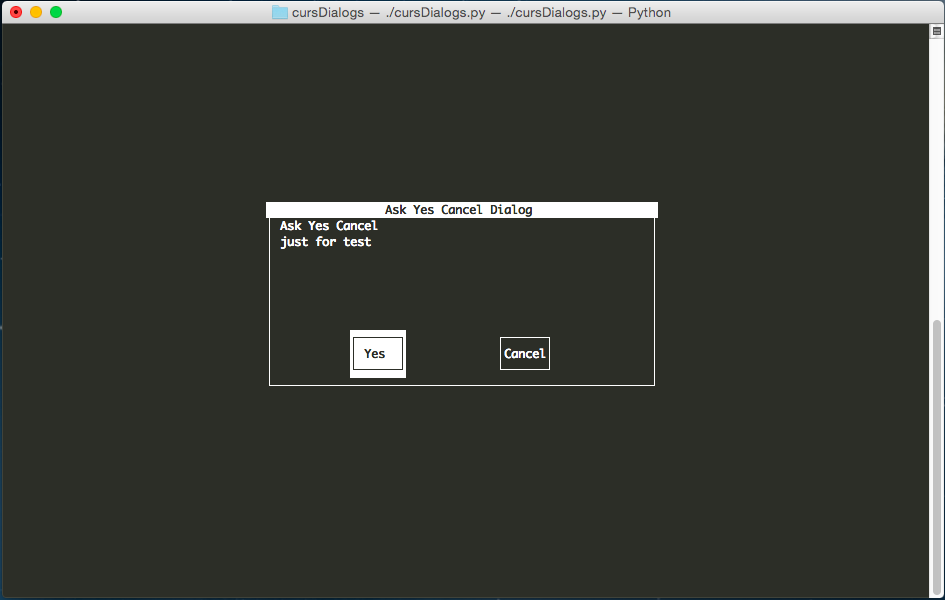 cursDialogs — ./cursDialogs.py — ./cursDialogs.py — Python
Ask Yes Cancel Dialog
Ask Yes Cancel
just for test
Yes
Cancel